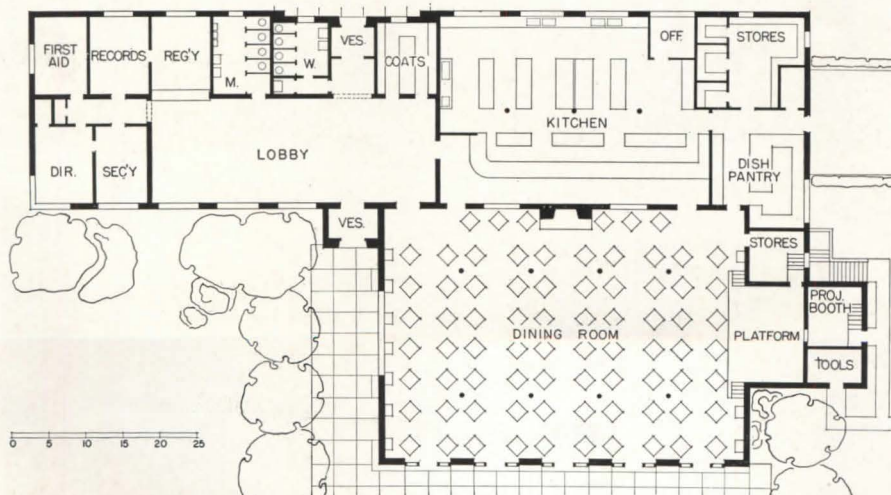 FIRST
AID
RECORDS
REG'Y
M.
W.
VES.
COATS
OFF.
STORES
KITCHEN
LOBBY
DIR.
SEC'Y
DISH
PANTRY
VES.
STORES
PROJ.
BOOTH
DINING ROOM
PLATFORM
TOOLS
0 5 10 15 20 25